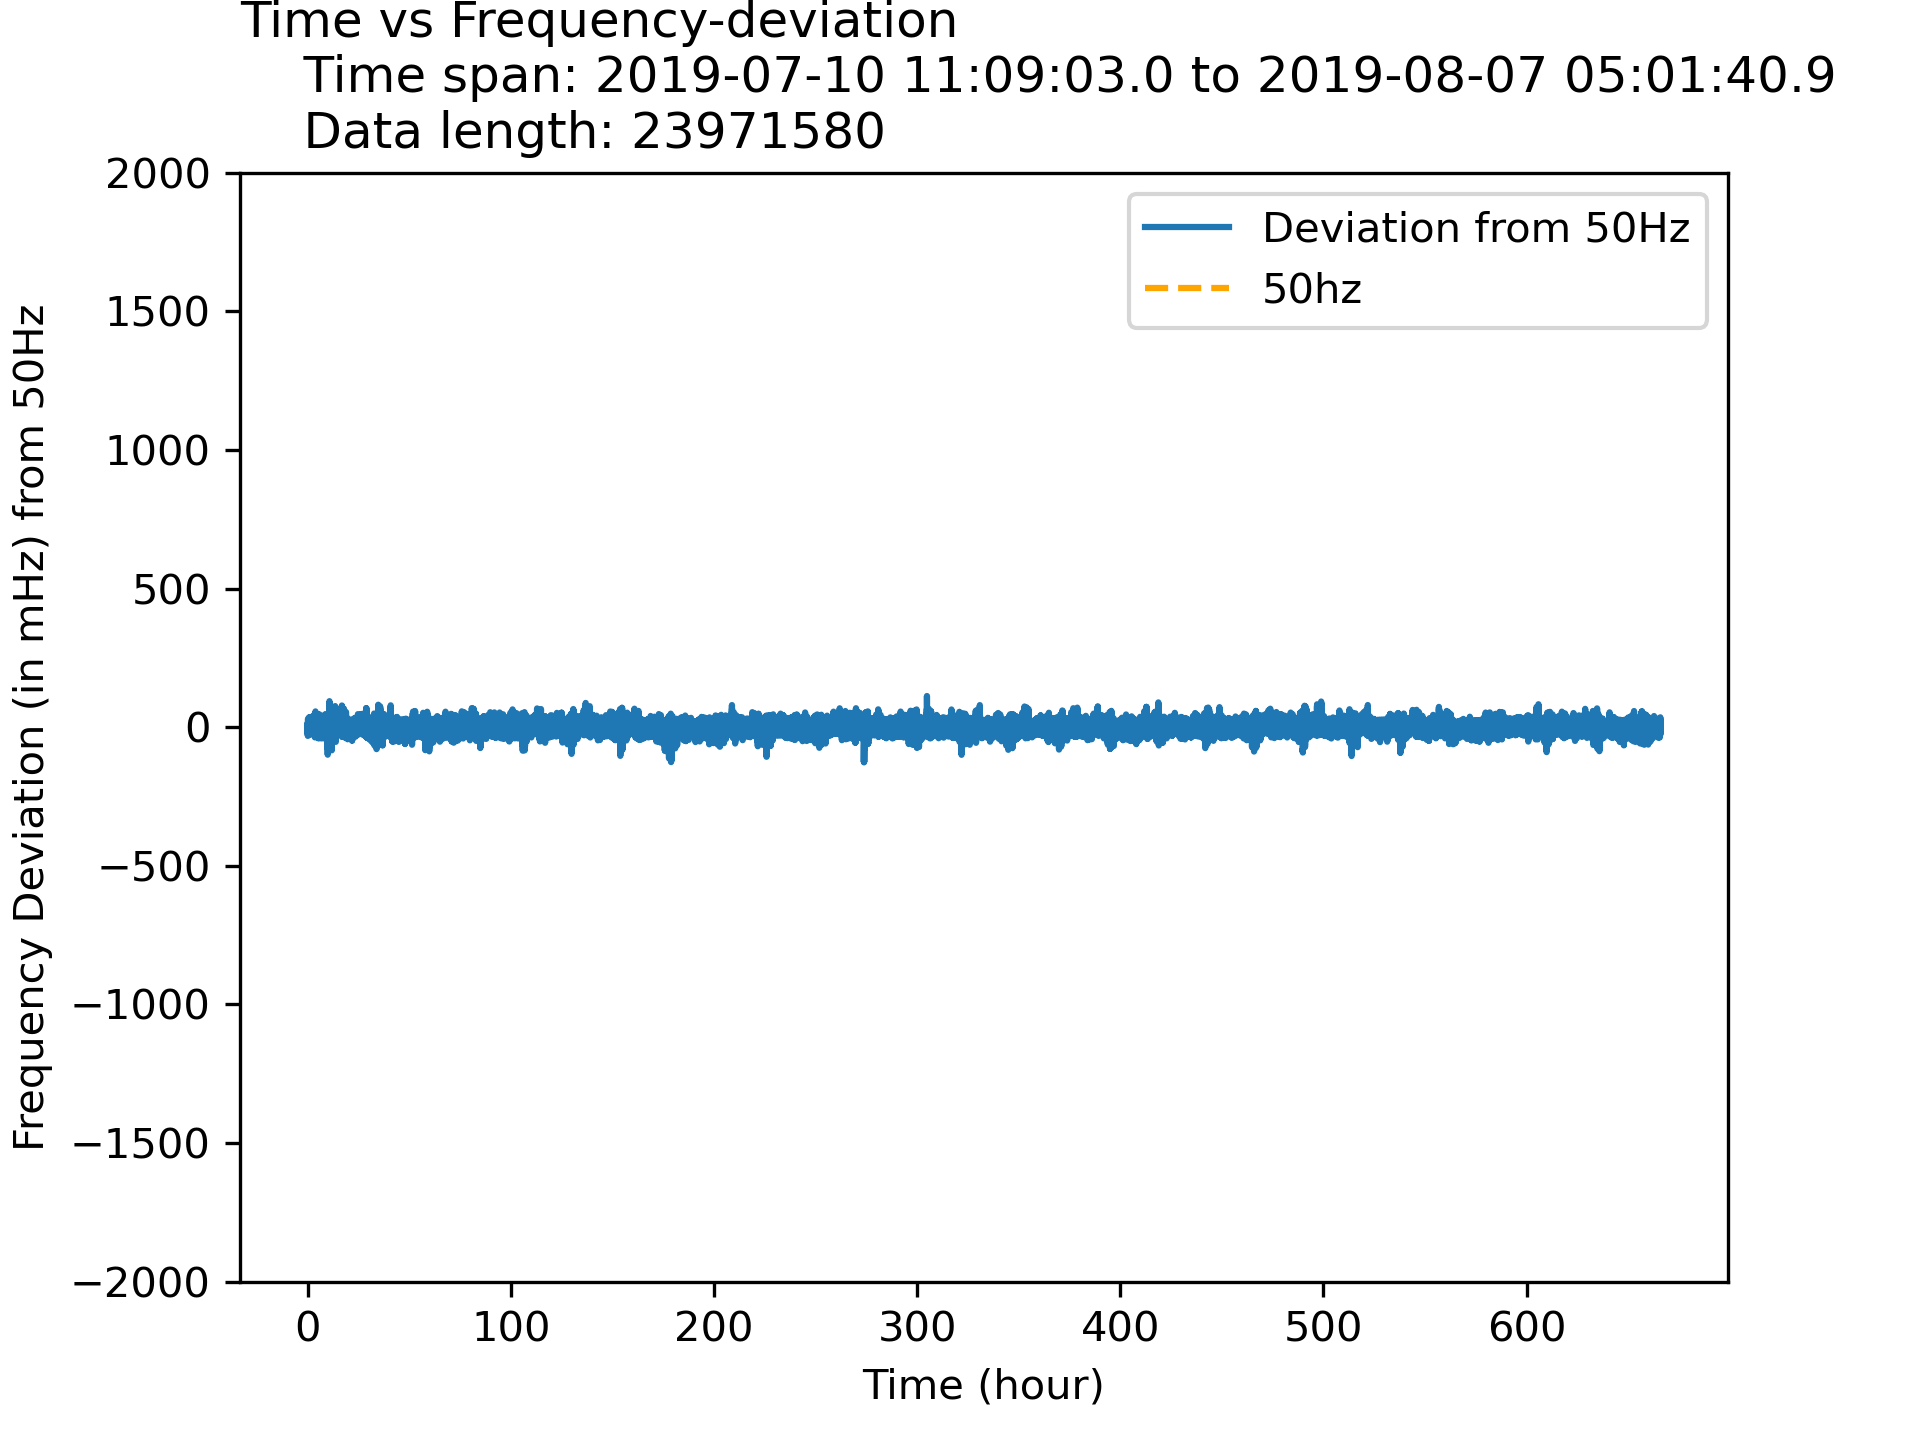 Time vs Frequency-deviation
Time span: 2019-07-10 11:09:03.0 to 2019-08-07 05:01:40.9
Data length: 23971580
2000
1500
1000
500
0
−500
−1000
−1500
−2000
Frequency Deviation (in mHz) from 50Hz
Deviation from 50Hz
50hz
0 100 200 300 400 500 600
Time (hour)